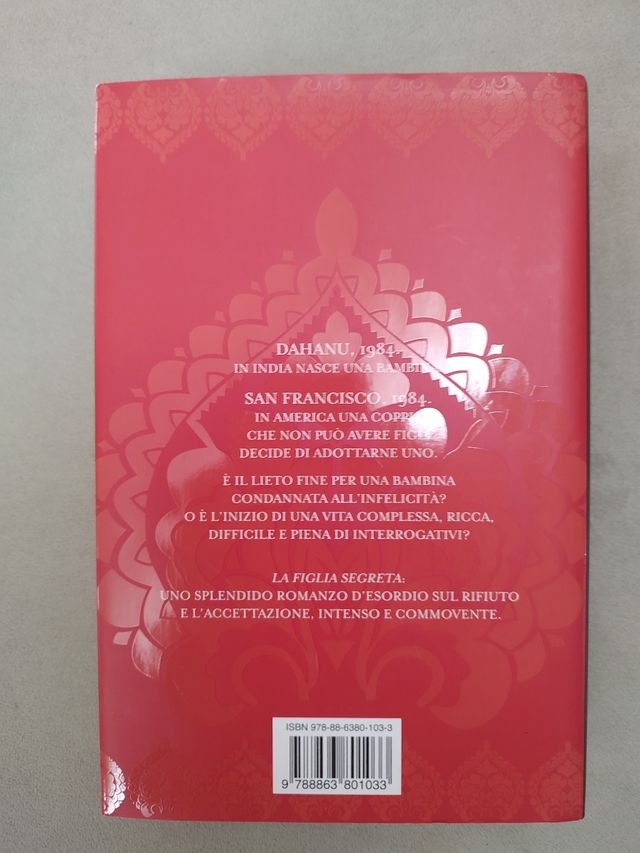 DAHANU, 1984.
IN INDIA NASCE UNA
SAN FRANCISCO, 1984.
IN AMERICA UNA
CHE NON PUÒ AVERE
DECIDE DI ADOTTARNE UNO.
È IL LIETO FINE PER UNA BAMBINA
CONDANNATA ALL'INFELICITÀ?
O È L'INIZIO DI UNA VITA COMPLESSA, RICCA,
DIFFICILE E PIENA DI INTERROGATIVI?
LA FIGLIA SEGRETA:
UNO SPLENDIDO ROMANZO D'ESORDIO SUL RIFIUTO
E L'ACCETTAZIONE, INTENSO E COMMOVENTE.
ISBN 978-88-6380-103-3
9 788863 801033